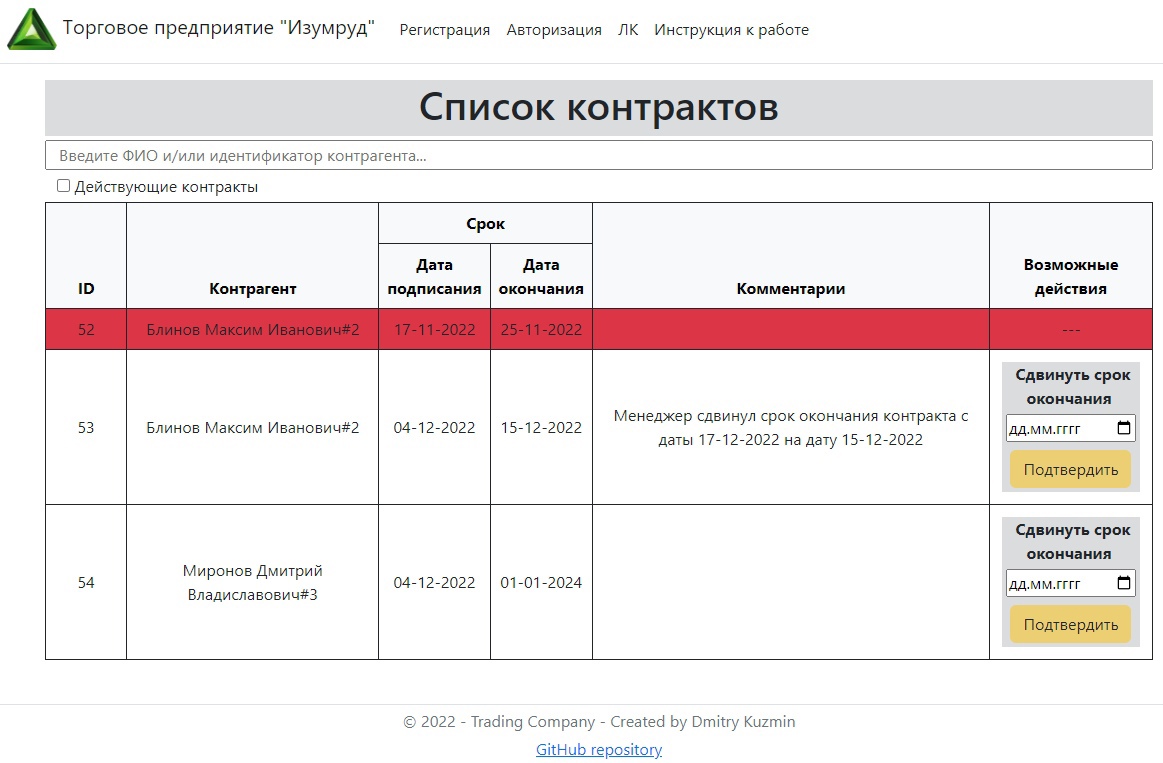 Торговое предприятие "Изумруд" Регистрация Авторизация ЛК Инструкция к работе
Список контрактов
Введите ФИО и/или идентификатор контрагента...
Действующие контракты
ID Контрагент Срок Комментарии Возможные
действия
Дата
подписания
Дата
окончания
52 Блинов Максим Иванович#2 17-11-2022 25-11-2022 ---
53 Блинов Максим Иванович#2 04-12-2022 15-12-2022
Менеджер сдвинул срок окончания контракта с
даты 17-12-2022 на дату 15-12-2022
Сдвинуть срок
окончания
дд.мм.гггг
Подтвердить
54
Миронов Дмитрий
Владиславович#3
04-12-2022 01-01-2024
Сдвинуть срок
окончания
дд.мм.гггг
Подтвердить
© 2022 - Trading Company - Created by Dmitry Kuzmin
GitHub repository